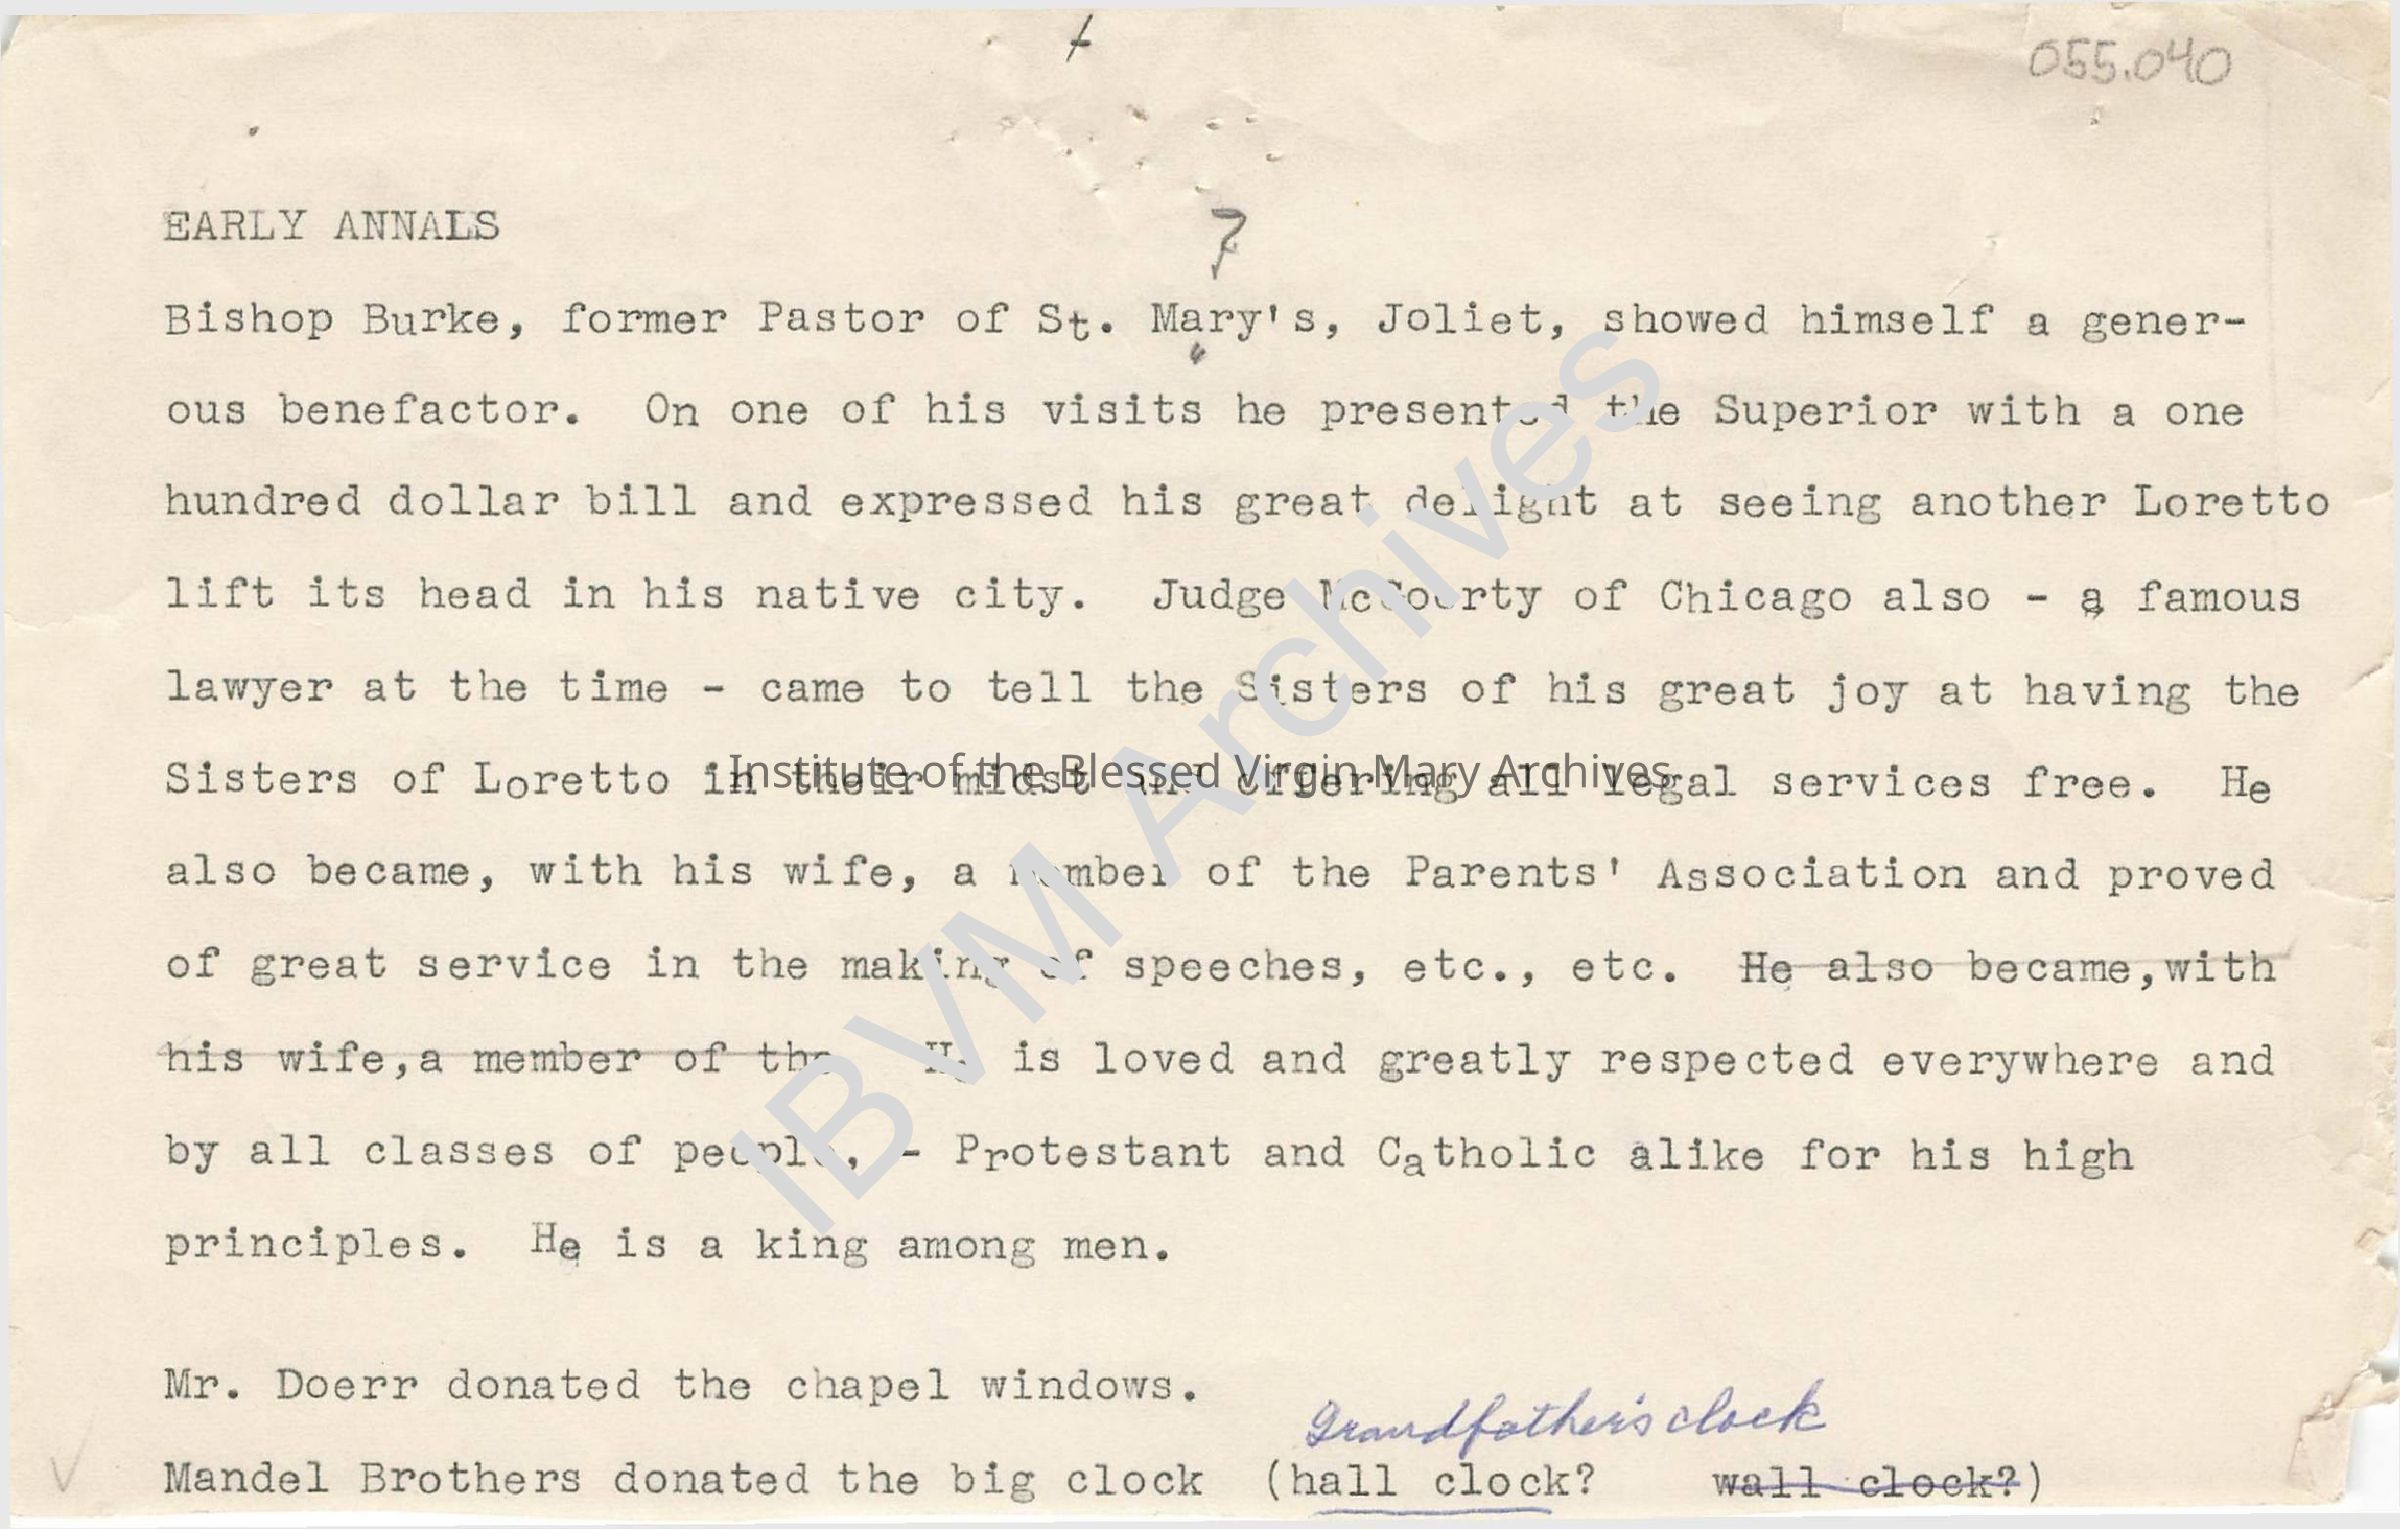 055.040
EARLY ANNALS
7
Bishop Burke, former Pastor of St. Mary's, Joliet, showed himself a gener-
ous benefactor. On one of his visits he presented the Superior with a one
hundred dollar bill and expressed his great delight at seeing another Loretto
lift its head in his native city. Judge McGoorty of Chicago also - a famous
lawyer at the time - came to tell the Sisters of his great joy at having the
Sisters of Loretto in their midst and offering all legal services free. He
Institute of the Blessed Virgin Mary Archives
also became, with his wife, a member of the Parents' Association and proved
of great service in the making of speeches, etc., etc. He also became,with
his wife,a member of the He is loved and greatly respected everywhere and
by all classes of people, - Protestant and Catholic alike for his high
principles. He is a king among men.
Mr. Doerr donated the chapel windows.
Grandfather's clock
Mandel Brothers donated the big clock (hall clock? wall clock?)
IBVM Archives